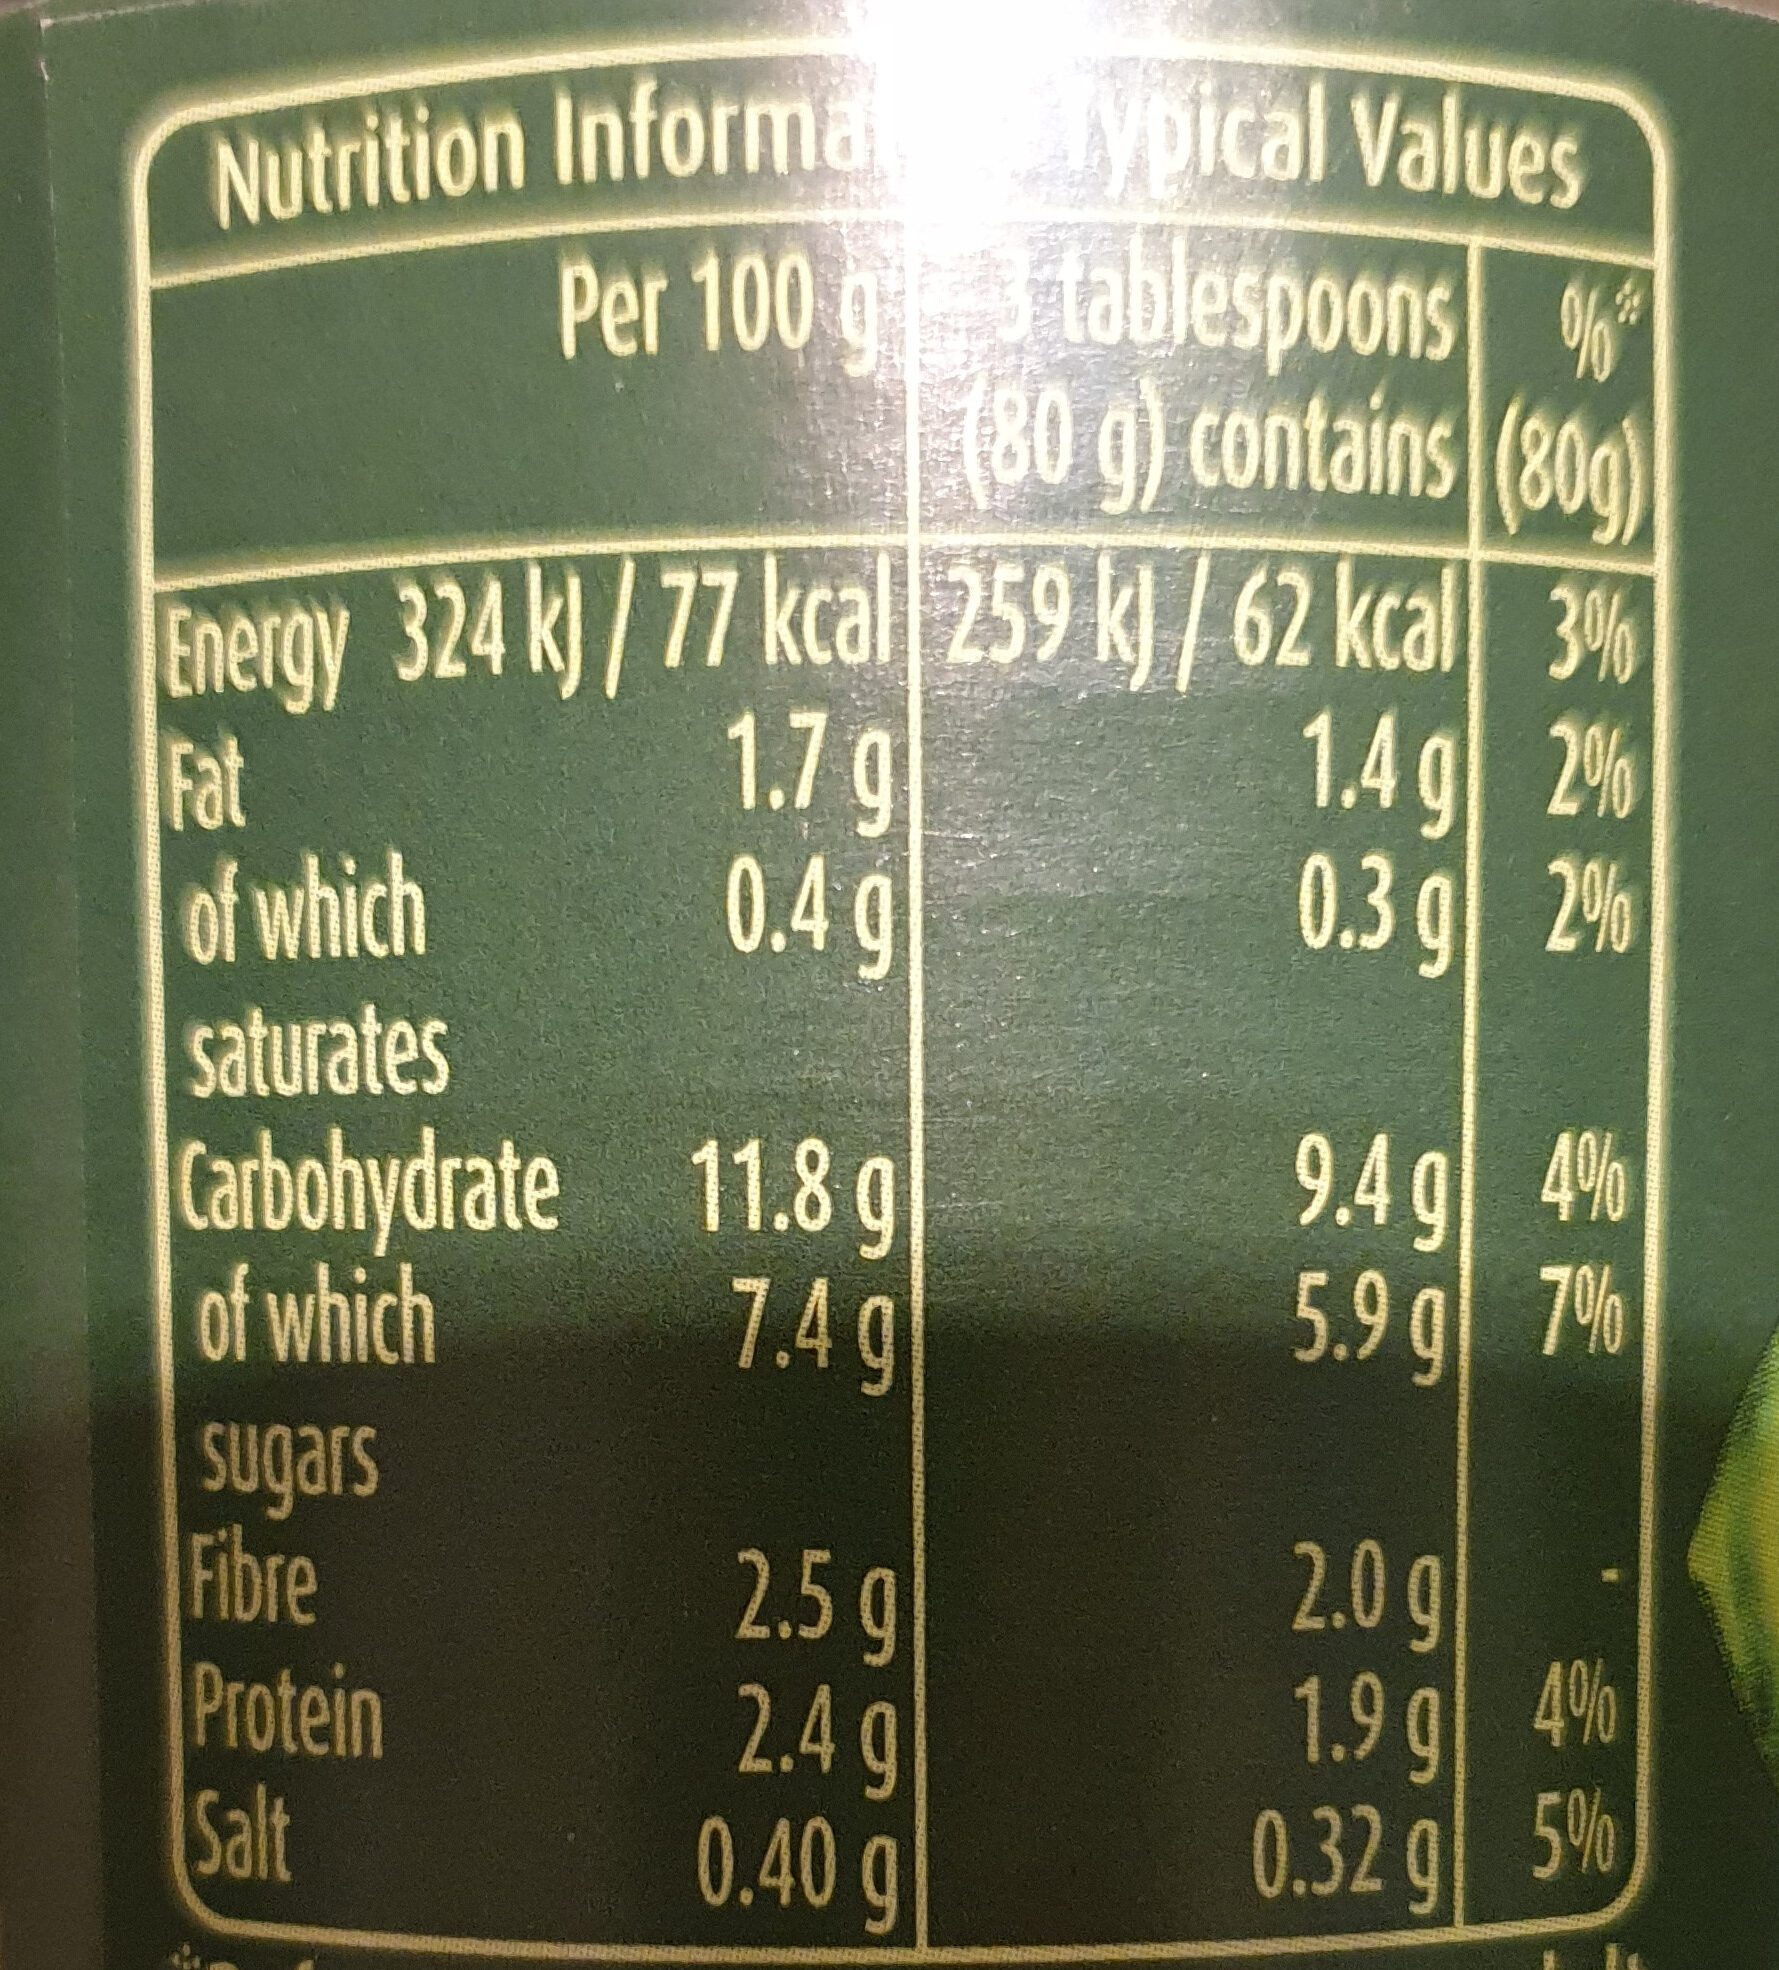 Nutrition Informa ypical Values
Per 100 g 3 tablespoons %*
(80 g) contains (80g)
Energy 324 kJ / 77 kcal 259 kJ / 62 kcal 3%
Fat 1.7 g 1.4 g 2%
of which 0.4 g 0.3 g 2%
saturates
Carbohydrate 11.8 g 9.4 g 4%
of which 7.4 g 5.9 g 7%
sugars
Fibre 2.5 g 2.0 g -
Protein 2.4 g 1.9 g 4%
Salt 0.40 g 0.32 g 5%